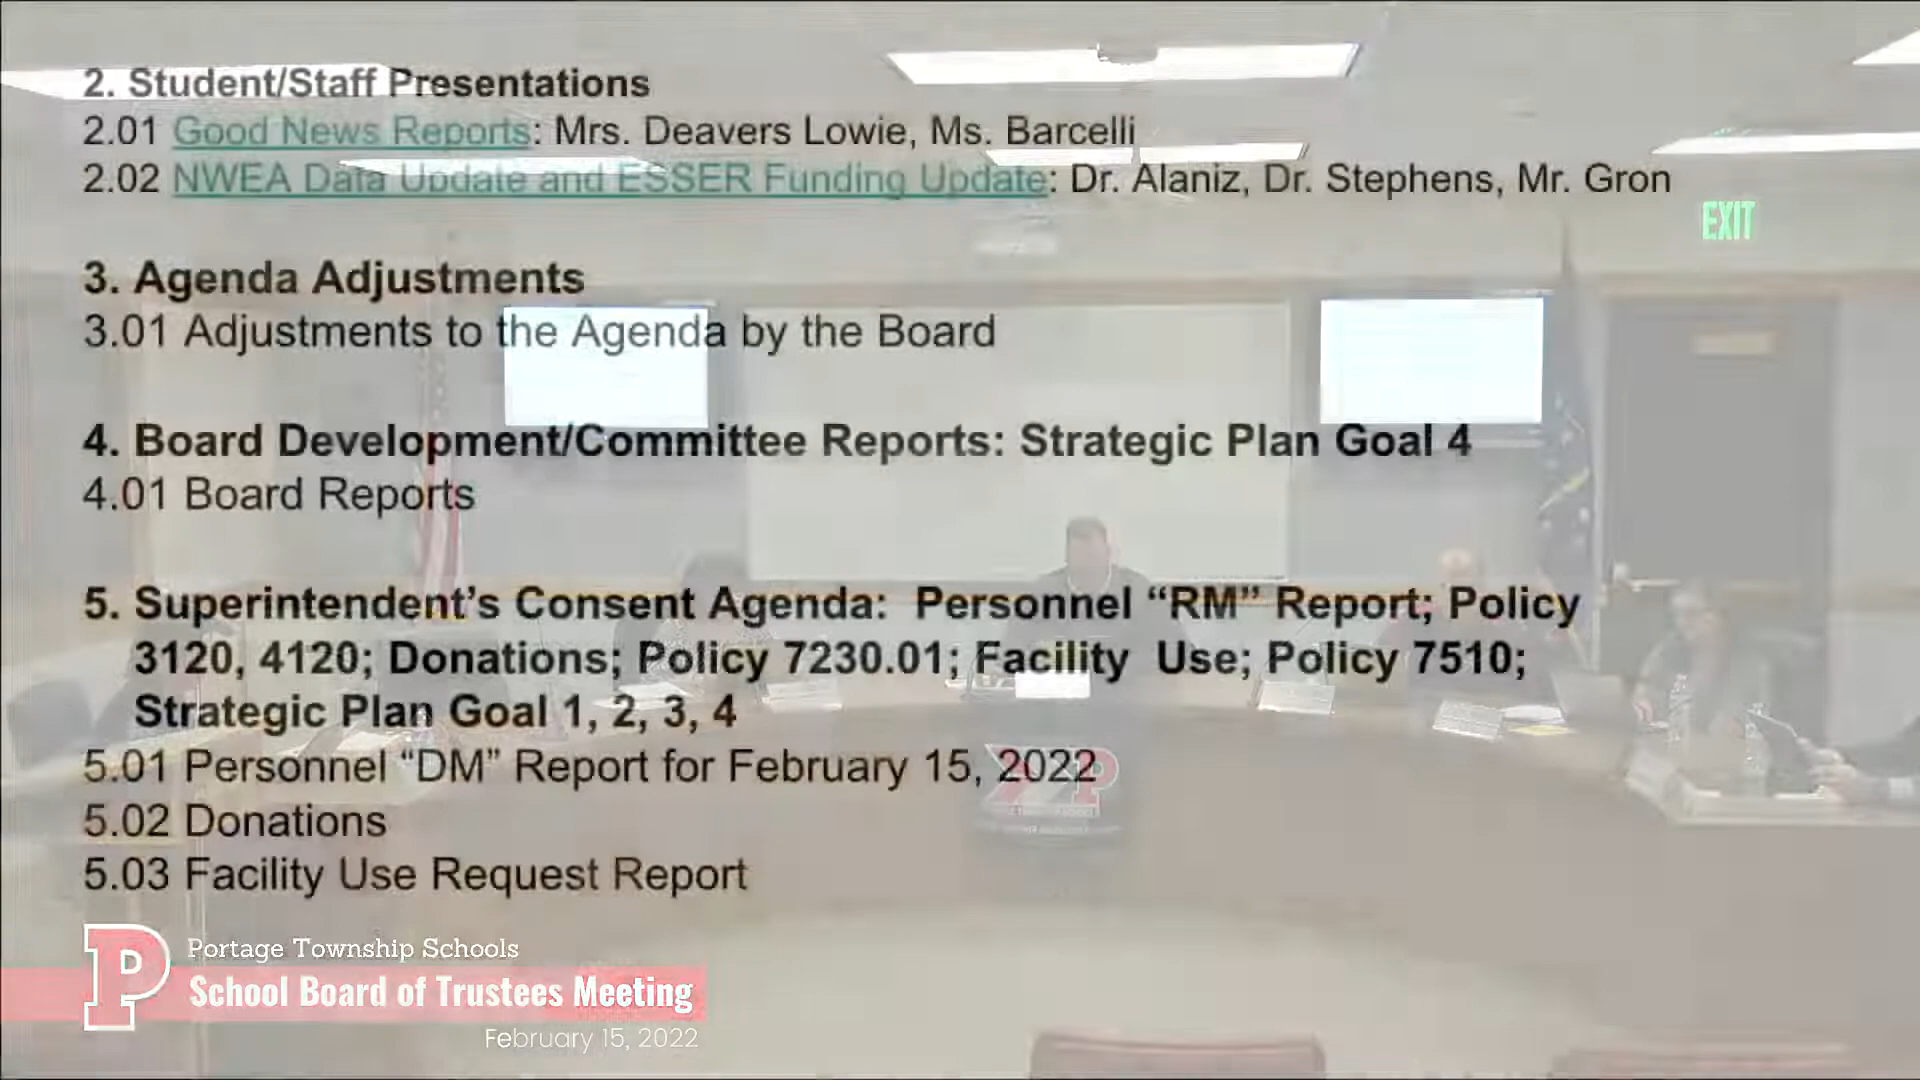 2. Student/Staff Presentations
2.01 Good News Reports: Mrs. Deavers Lowie, Ms. Barcelli
2.02 NWEA Data Update and ESSER Funding Update: Dr. Alaniz, Dr. Stephens, Mr. Gron
EXIT
3. Agenda Adjustments
3.01 Adjustments to the Agenda by the Board
4. Board Development/Committee Reports: Strategic Plan Goal 4
4.01 Board Reports
5. Superintendent’s Consent Agenda: Personnel “RM” Report; Policy
3120, 4120; Donations; Policy 7230.01; Facility Use; Policy 7510;
Strategic Plan Goal 1, 2, 3, 4
5.01 Personnel “DM” Report for February 15, 2022
P
5.02 Donations
5.03 Facility Use Request Report
P
Portage Township Schools
School Board of Trustees Meeting
February 15, 2022